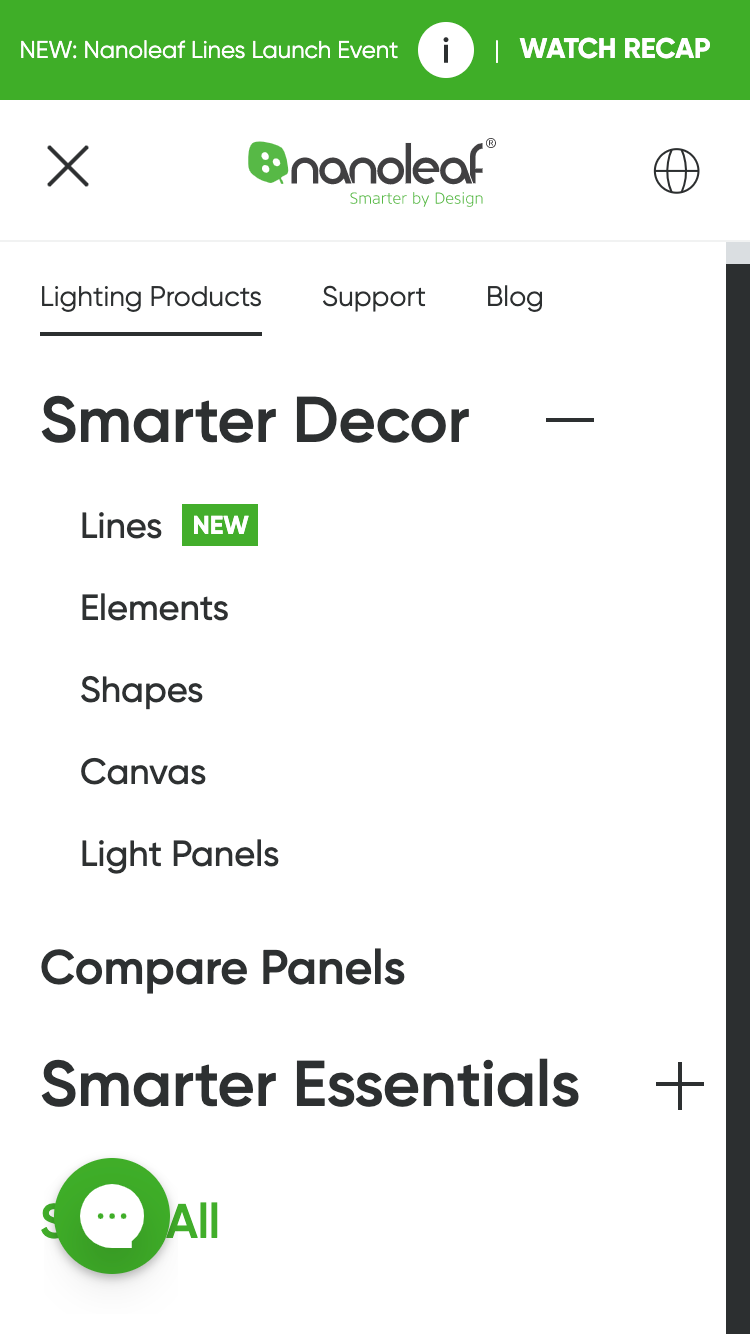 NEW: Nanoleaf Lines Launch Event i | WATCH RECAP
nanoleaf®
Smarter by Design
Lighting Products Support Blog
Smarter Decor —
Lines NEW
Elements
Shapes
Canvas
Light Panels
Compare Panels
Smarter Essentials +
All